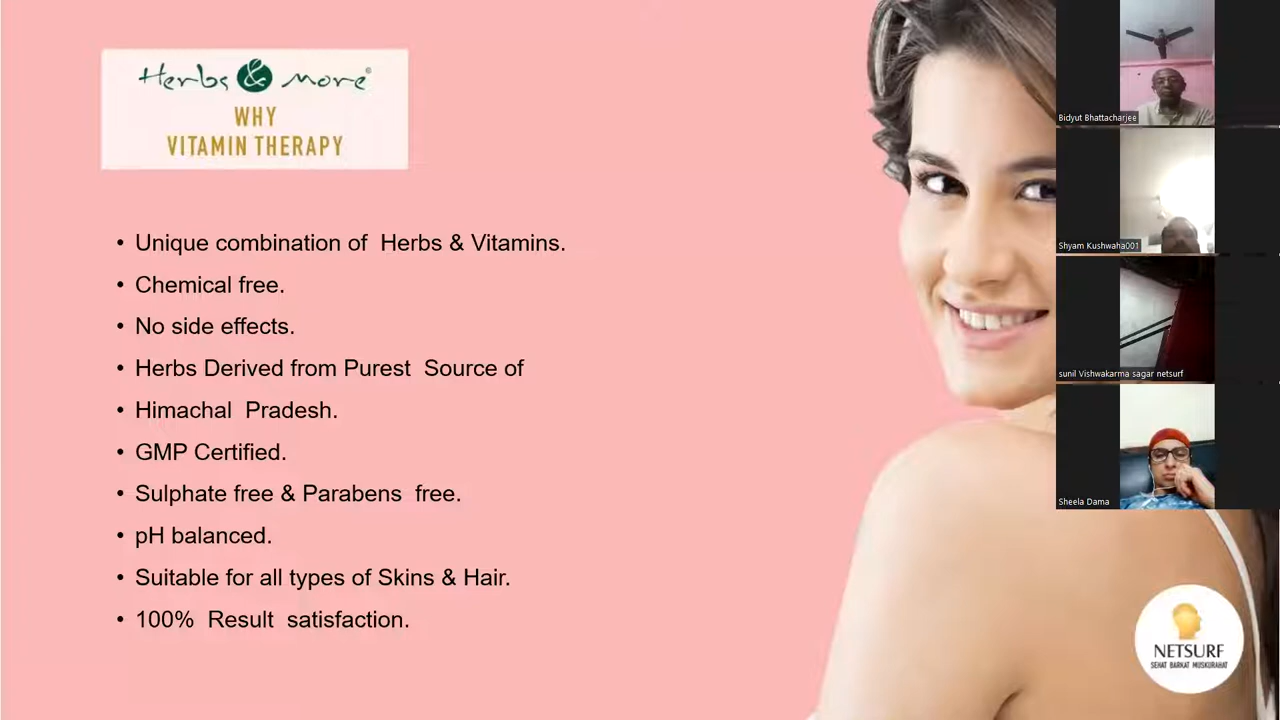 Herbs & More®
WHY
VITAMIN THERAPY
• Unique combination of  Herbs & Vitamins.
• Chemical free.
• No side effects.
• Herbs Derived from Purest  Source of
• Himachal  Pradesh.
• GMP Certified.
• Sulphate free & Parabens  free.
• pH balanced.
• Suitable for all types of Skins & Hair.
• 100%  Result  satisfaction.
Bidyut Bhattacharjee
Shyam Kushwaha001
sunil Vishwakarma sagar netsurf
Sheela Dama
NETSURF
SEHAT BARKAT MUSKURAHAT